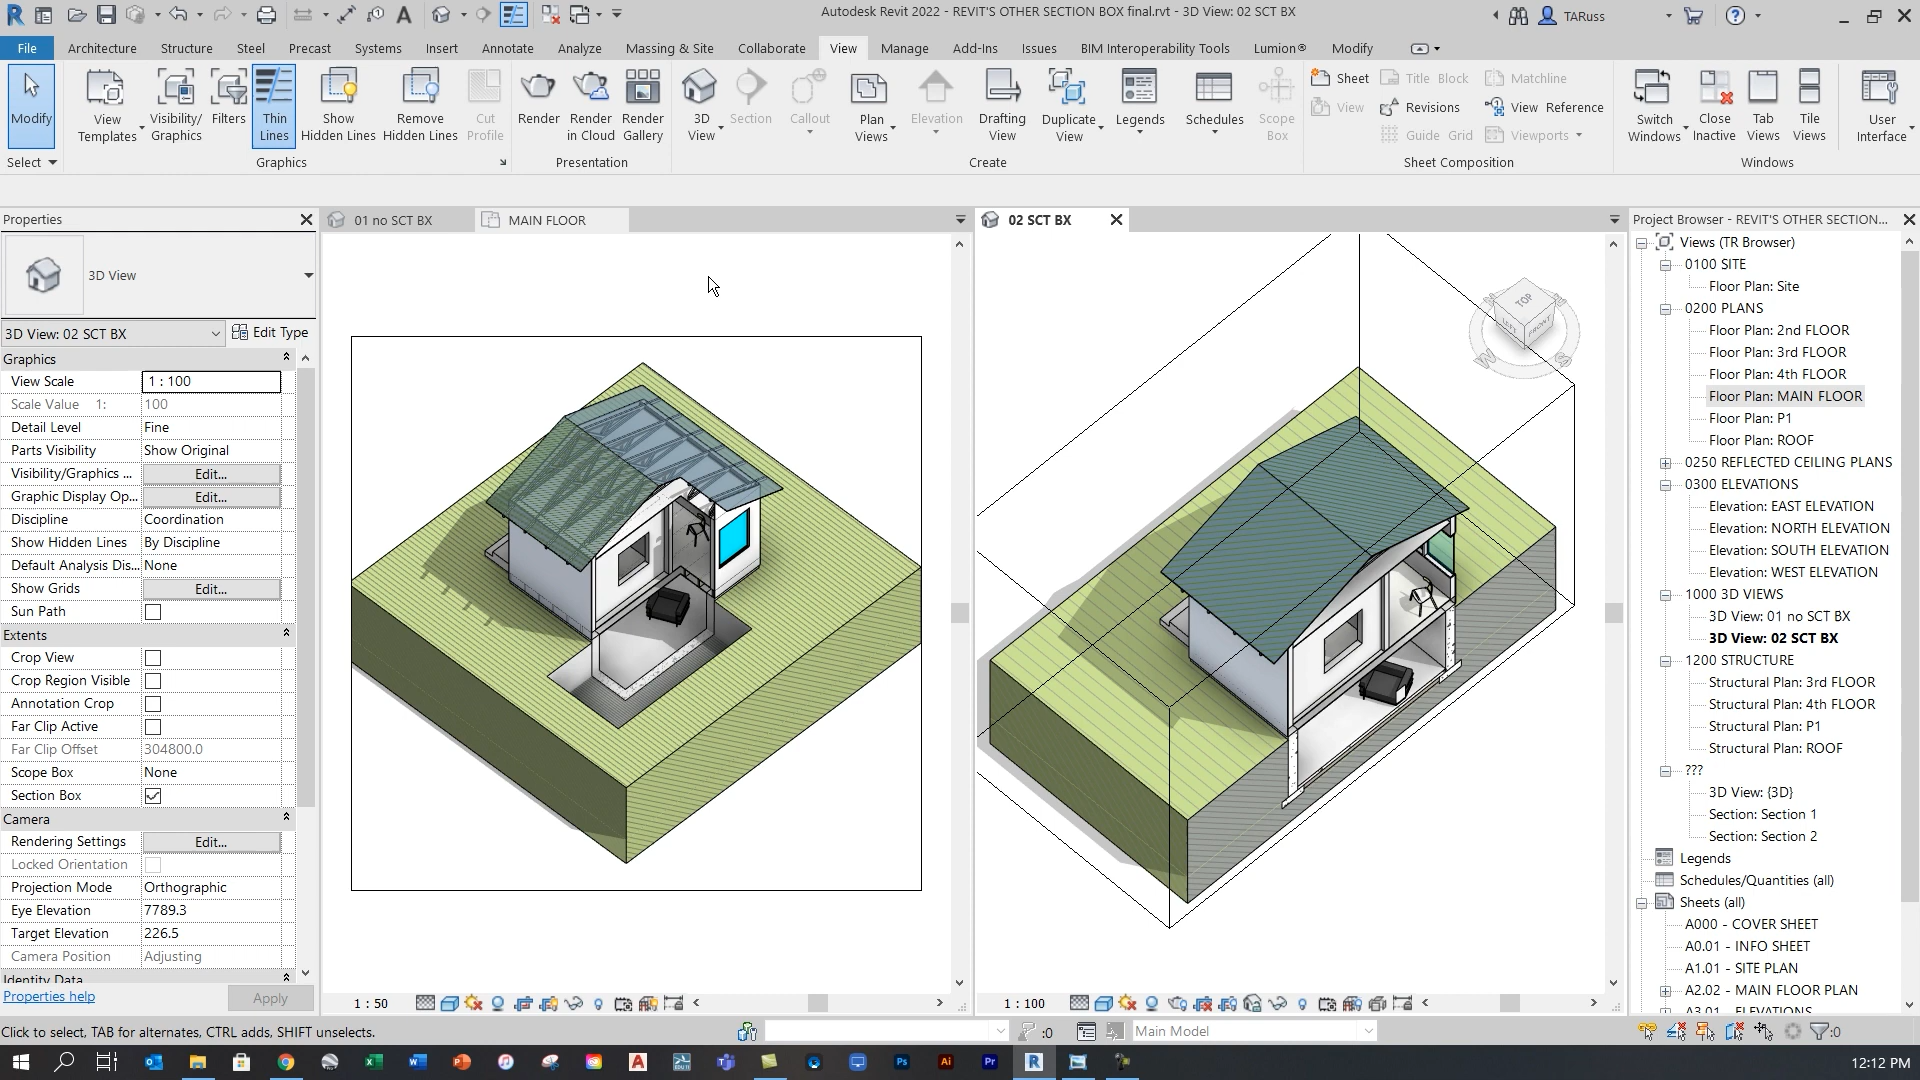 Autodesk Revit 2022 - REVIT'S OTHER SECTION BOX final.rvt - 3D View: 02 SCT BX
TARuss
File Architecture Structure Steel Precast Systems Insert Annotate Analyze Massing & Site Collaborate View Manage Add-Ins Issues BIM Interoperability Tools Lumion® Modify
Modify
View Templates
Visibility/ Graphics
Filters
Thin Lines
Show Hidden Lines
Remove Hidden Lines
Cut Profile
Render
Render in Cloud
Render Gallery
3D View
Section
Callout
Plan Views
Elevation
Drafting View
Duplicate View
Legends
Schedules
Scope Box
Sheet
Title Block
Matchline
View
Revisions
View Reference
Guide Grid
Viewports
Switch Windows
Close Inactive
Tab Views
Tile Views
User Interface
Select
Graphics
Presentation
Create
Sheet Composition
Windows
Properties
3D View
3D View: 02 SCT BX
Edit Type
Graphics
View Scale 1 : 100
Scale Value 1: 100
Detail Level Fine
Parts Visibility Show Original
Visibility/Graphics ... Edit...
Graphic Display Op... Edit...
Discipline Coordination
Show Hidden Lines By Discipline
Default Analysis Dis... None
Show Grids Edit...
Sun Path
Extents
Crop View
Crop Region Visible
Annotation Crop
Far Clip Active
Far Clip Offset 304800.0
Scope Box None
Section Box
Camera
Rendering Settings Edit...
Locked Orientation
Projection Mode Orthographic
Eye Elevation 7789.3
Target Elevation 226.5
Camera Position Adjusting
Identity Data
Properties help
Apply
01 no SCT BX
MAIN FLOOR
02 SCT BX
TOP
LEFT
FRONT
W
S
1 : 50
1 : 100
Project Browser - REVIT'S OTHER SECTION...
Views (TR Browser)
0100 SITE
Floor Plan: Site
0200 PLANS
Floor Plan: 2nd FLOOR
Floor Plan: 3rd FLOOR
Floor Plan: 4th FLOOR
Floor Plan: MAIN FLOOR
Floor Plan: P1
Floor Plan: ROOF
0250 REFLECTED CEILING PLANS
0300 ELEVATIONS
Elevation: EAST ELEVATION
Elevation: NORTH ELEVATION
Elevation: SOUTH ELEVATION
Elevation: WEST ELEVATION
1000 3D VIEWS
3D View: 01 no SCT BX
3D View: 02 SCT BX
1200 STRUCTURE
Structural Plan: 3rd FLOOR
Structural Plan: 4th FLOOR
Structural Plan: P1
Structural Plan: ROOF
???
3D View: {3D}
Section: Section 1
Section: Section 2
Legends
Schedules/Quantities (all)
Sheets (all)
A000 - COVER SHEET
A0.01 - INFO SHEET
A1.01 - SITE PLAN
A2.02 - MAIN FLOOR PLAN
A3.01 - ELEVATIONS
Click to select, TAB for alternates, CTRL adds, SHIFT unselects.
:0
Main Model
:0
12:12 PM